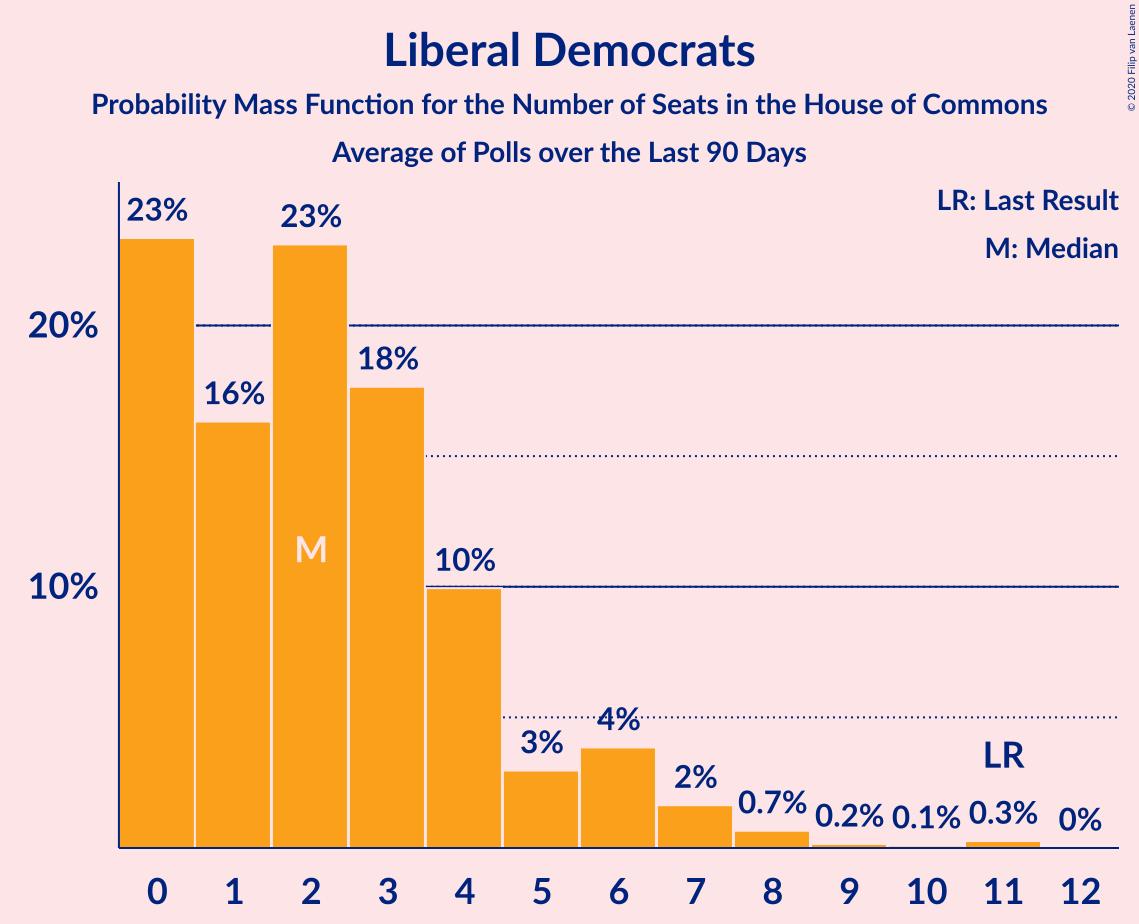 Liberal Democrats
Probability Mass Function for the Number of Seats in the House of Commons
Average of Polls over the Last 90 Days
© 2020 Filip van Laenen
LR: Last Result
M: Median
23%
16%
23%
18%
10%
3%
4%
2%
0.7%
0.2%
0.1%
0.3%
0%
20%
10%
M
LR
0 1 2 3 4 5 6 7 8 9 10 11 12